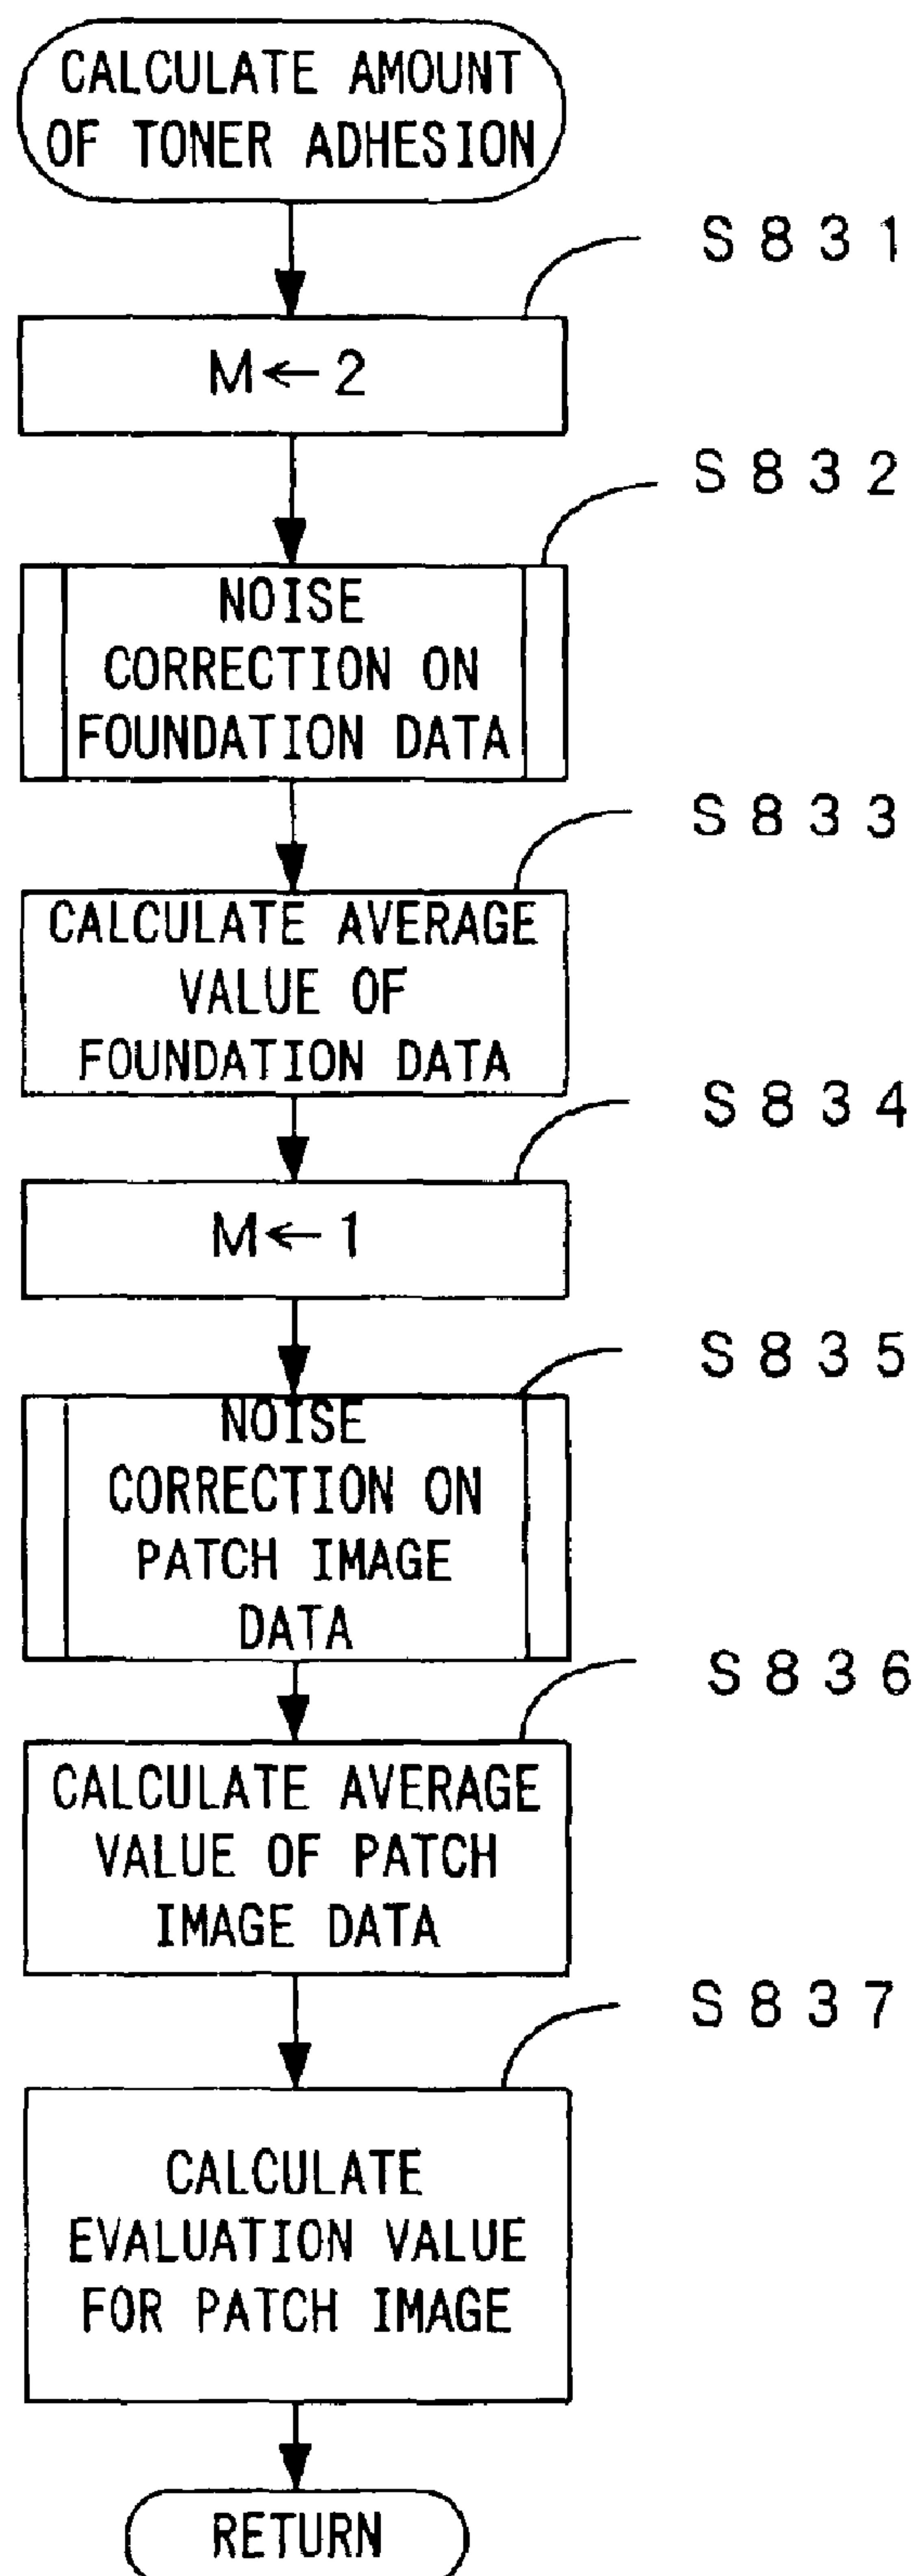 CALCULATE AMOUNT
OF TONER ADHESION
S831
M←2
S832
NOISE
CORRECTION ON
FOUNDATION DATA
S833
CALCULATE AVERAGE
VALUE OF
FOUNDATION DATA
S834
M←1
S835
NOISE
CORRECTION ON
PATCH IMAGE
DATA
S836
CALCULATE AVERAGE
VALUE OF PATCH
IMAGE DATA
S837
CALCULATE
EVALUATION VALUE
FOR PATCH IMAGE
RETURN